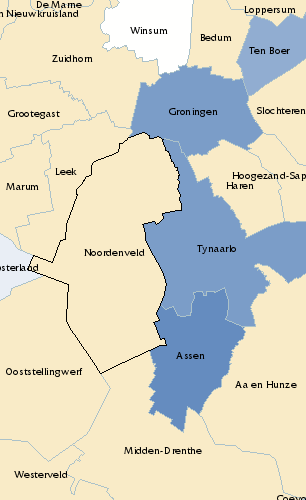 De Marne
Loppersum
n Nieuwkruisland
Winsum
Bedum
Ten Boer
Zuidhorn
Grootegast
Groningen
Slochteren
Leek
Hoogezand-Sap
Marum
Haren
Noordenveld
Tynaarlo
osterland
Assen
Ooststellingwerf
Aa en Hunze
Midden-Drenthe
Westerveld
Coevo